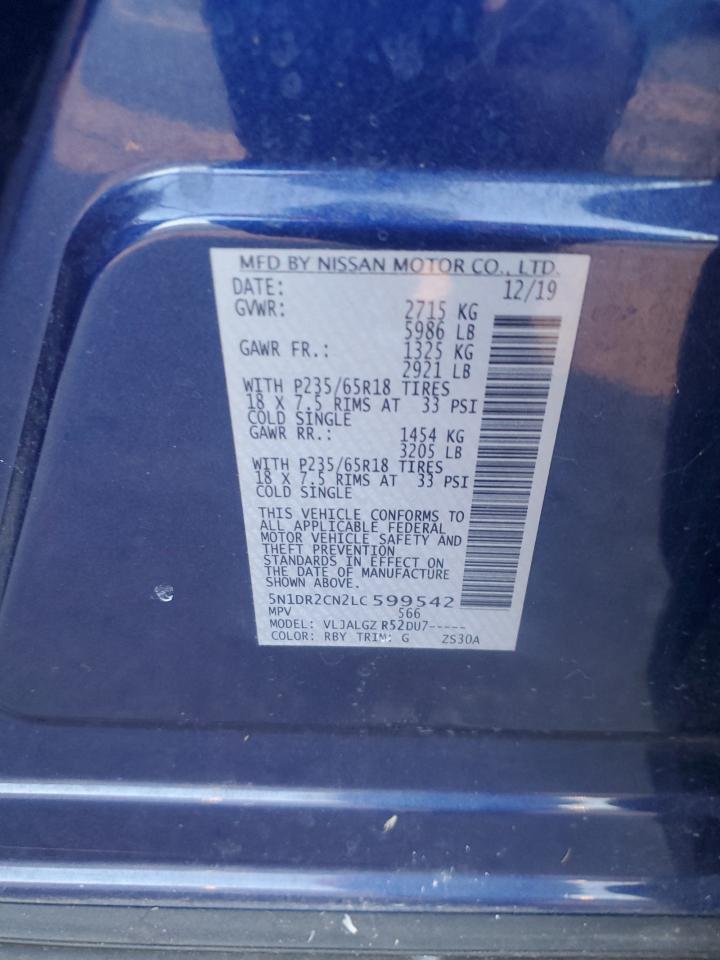 MFD BY NISSAN MOTOR CO., LTD.
DATE: 12/19
GVWR: 2715 KG
5986 LB
GAWR FR.: 1325 KG
2921 LB
WITH P235/65R18 TIRES
18 X 7.5 RIMS AT 33 PSI
COLD SINGLE
GAWR RR.: 1454 KG
3205 LB
WITH P235/65R18 TIRES
18 X 7.5 RIMS AT 33 PSI
COLD SINGLE
THIS VEHICLE CONFORMS TO
ALL APPLICABLE FEDERAL
MOTOR VEHICLE SAFETY AND
THEFT PREVENTION
STANDARDS IN EFFECT ON
THE DATE OF MANUFACTURE
SHOWN ABOVE.
5N1DR2CN2LC 599542
MPV 566
MODEL: VLJALGZ R52DU7-----
COLOR: RBY TRIM: G ZS30A